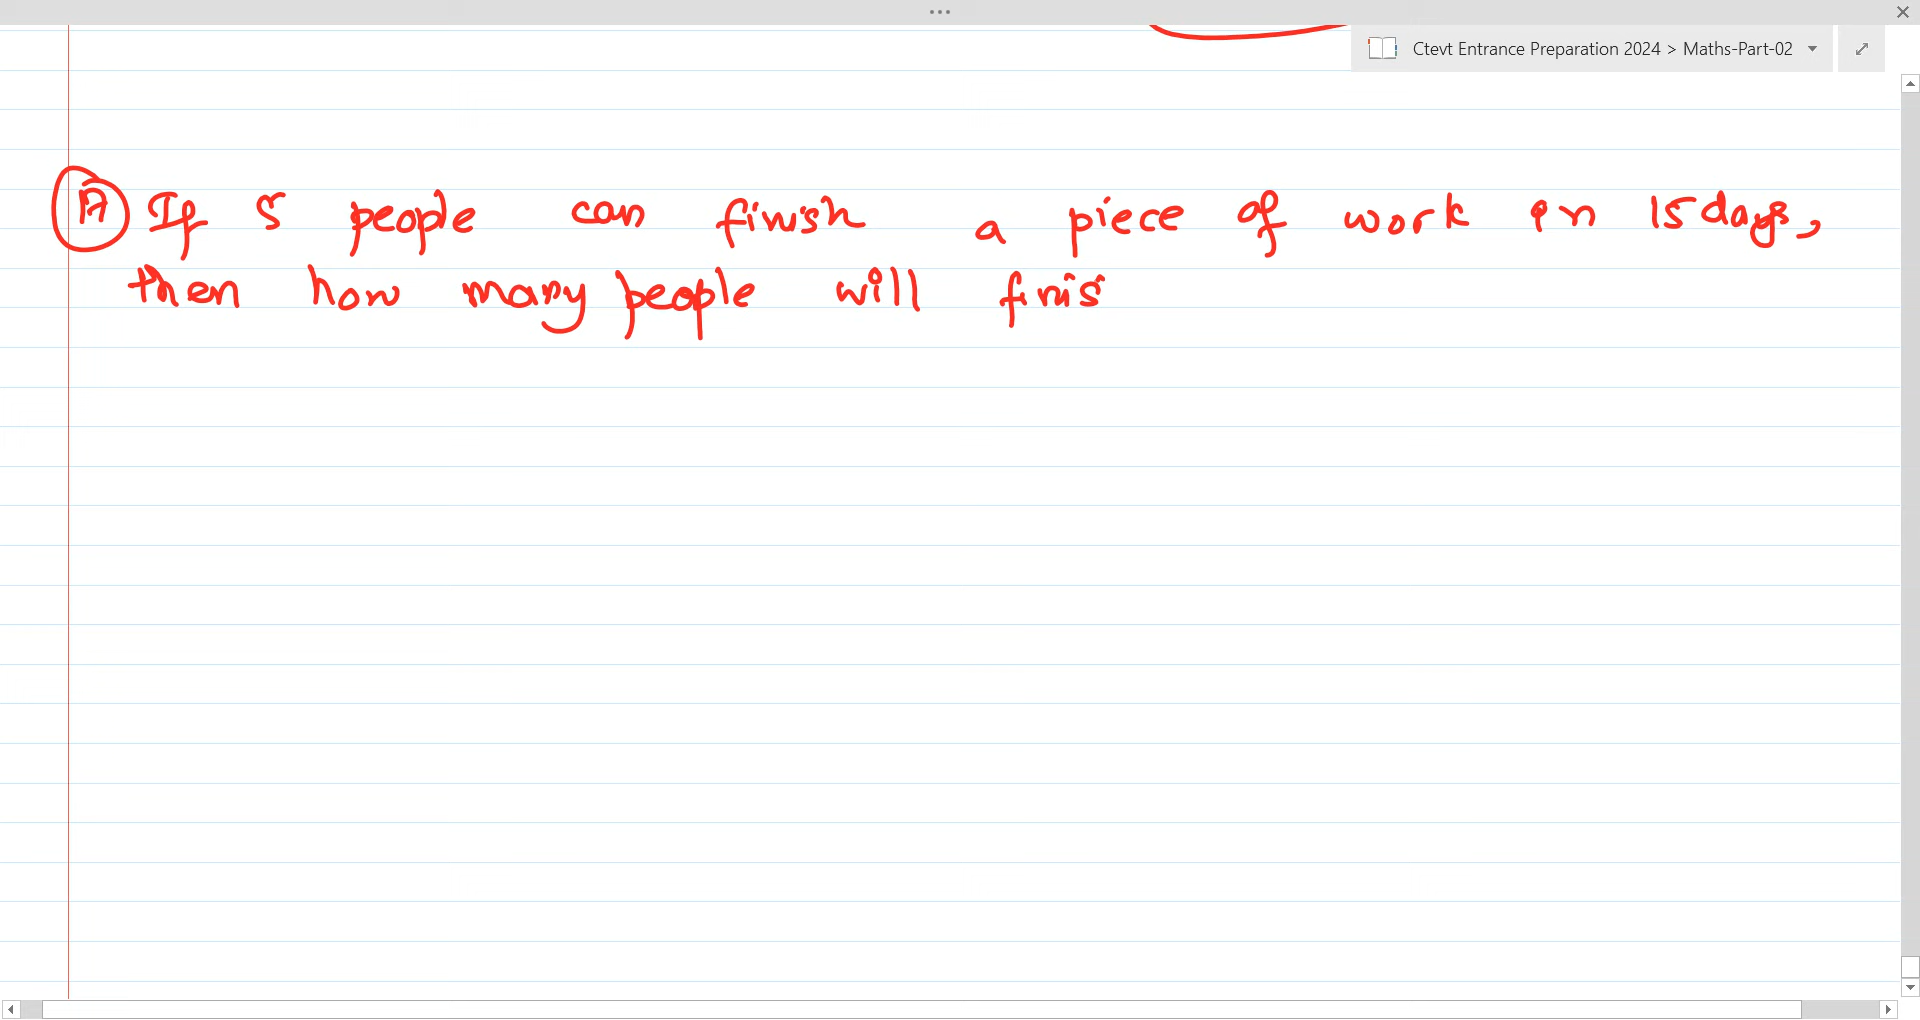 Ctevt Entrance Preparation 2024 > Maths-Part-02
A If 5 people can finish a piece of work in 15 days,
then how many people will finis